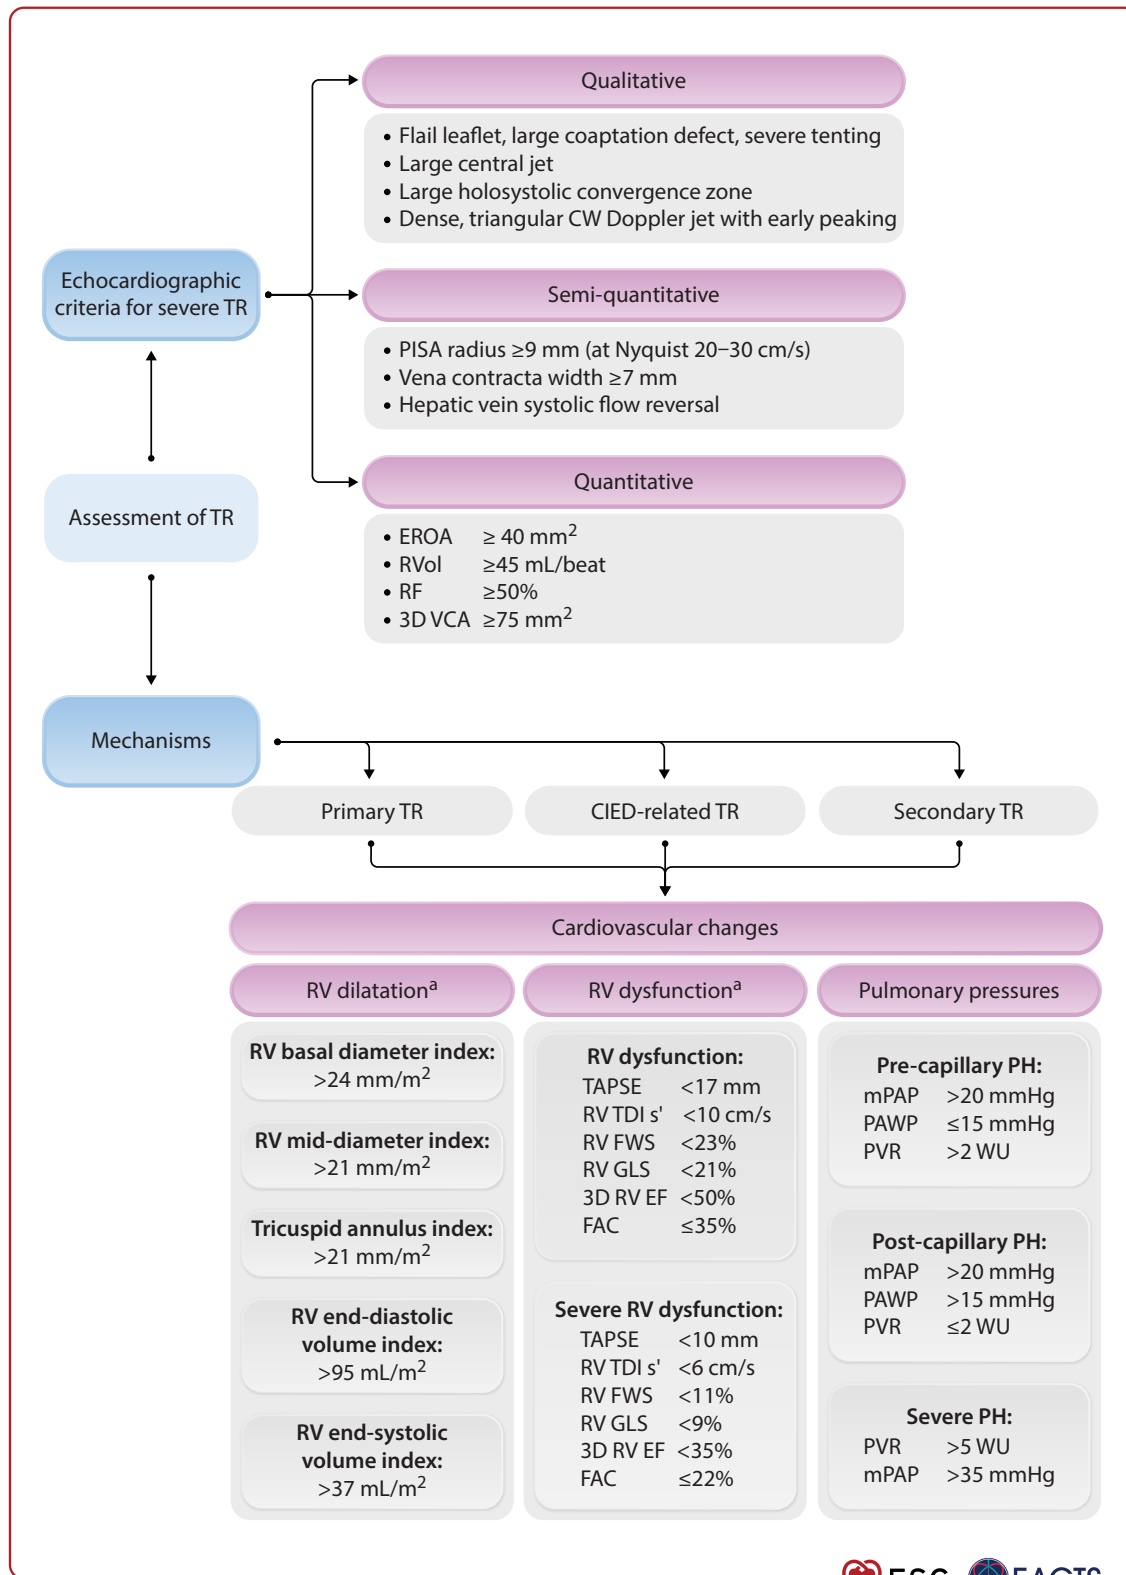 Qualitative
• Flail leaflet, large coaptation defect, severe tenting
• Large central jet
• Large holosystolic convergence zone
• Dense, triangular CW Doppler jet with early peaking
Echocardiographic
criteria for severe TR
Semi-quantitative
• PISA radius ≥9 mm (at Nyquist 20–30 cm/s)
• Vena contracta width ≥7 mm
• Hepatic vein systolic flow reversal
Assessment of TR
Quantitative
• EROA ≥ 40 mm²
• RVol ≥45 mL/beat
• RF ≥50%
• 3D VCA ≥75 mm²
Mechanisms
Primary TR
CIED-related TR
Secondary TR
Cardiovascular changes
RV dilatationᵃ
RV basal diameter index:
>24 mm/m²
RV mid-diameter index:
>21 mm/m²
Tricuspid annulus index:
>21 mm/m²
RV end-diastolic
volume index:
>95 mL/m²
RV end-systolic
volume index:
>37 mL/m²
RV dysfunctionᵃ
RV dysfunction:
TAPSE <17 mm
RV TDI s' <10 cm/s
RV FWS <23%
RV GLS <21%
3D RV EF <50%
FAC ≤35%
Severe RV dysfunction:
TAPSE <10 mm
RV TDI s' <6 cm/s
RV FWS <11%
RV GLS <9%
3D RV EF <35%
FAC ≤22%
Pulmonary pressures
Pre-capillary PH:
mPAP >20 mmHg
PAWP ≤15 mmHg
PVR >2 WU
Post-capillary PH:
mPAP >20 mmHg
PAWP >15 mmHg
PVR ≤2 WU
Severe PH:
PVR >5 WU
mPAP >35 mmHg
ESC EACTS